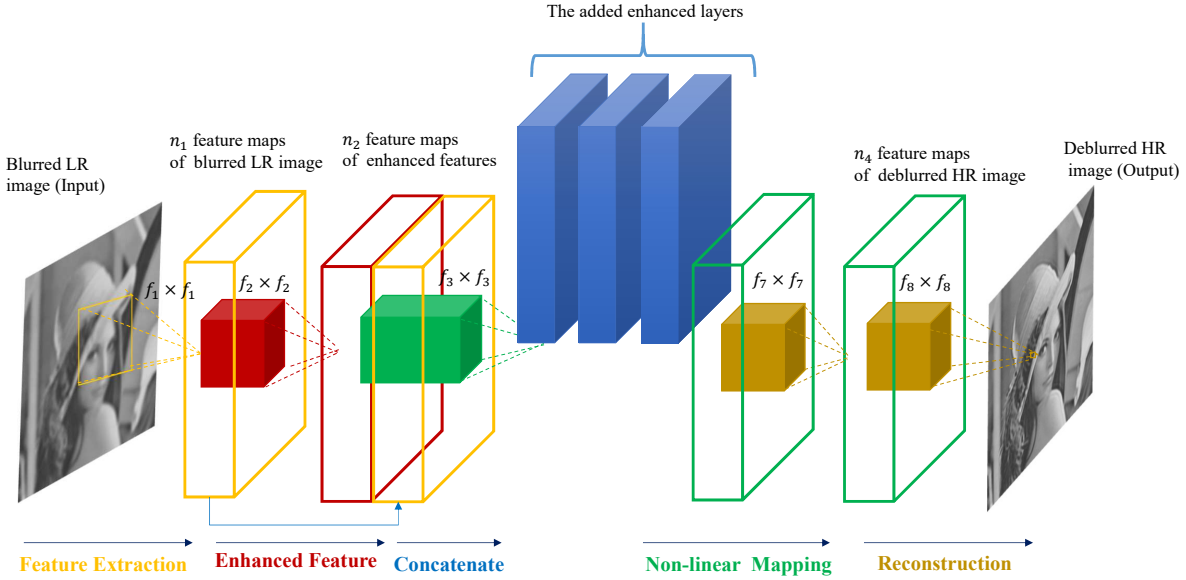 The added enhanced layers
n₁ feature maps
of blurred LR image
n₂ feature maps
of enhanced features
Blurred LR
image (Input)
n₄ feature maps
of deblurred HR image
Deblurred HR
image (Output)
f₁ × f₁
f₂ × f₂
f₃ × f₃
f₇ × f₇
f₈ × f₈
Feature Extraction
Enhanced Feature
Concatenate
Non-linear Mapping
Reconstruction